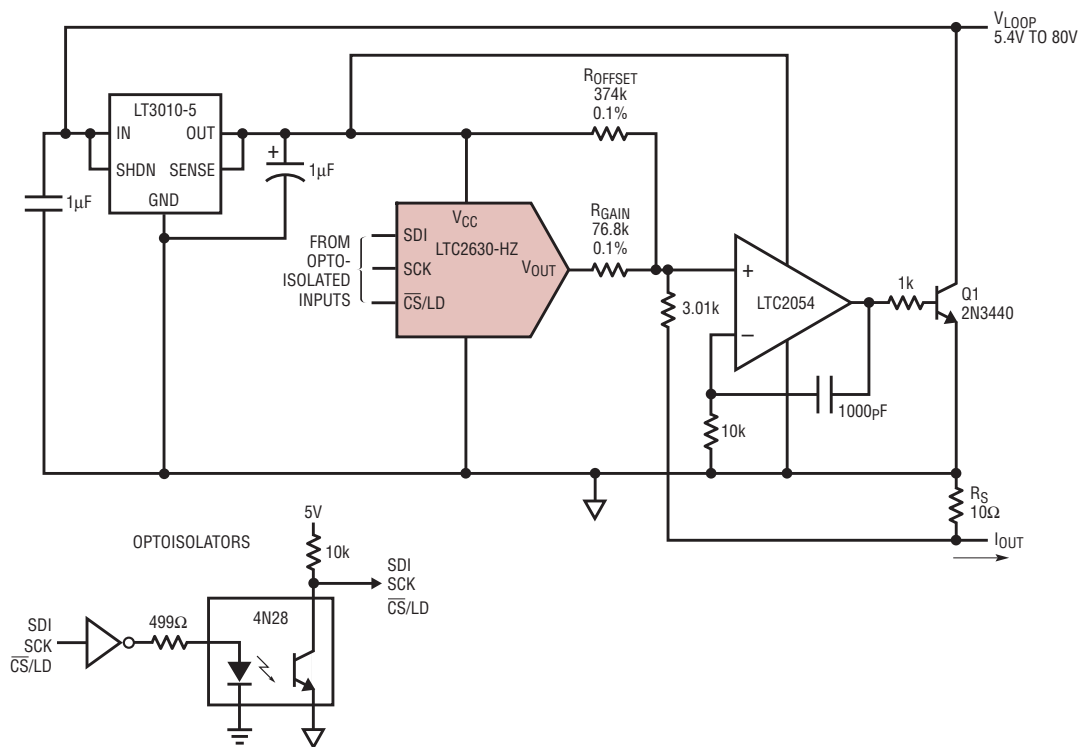 VLOOP
5.4V TO 80V
ROFFSET
374k
0.1%
LT3010-5
IN
OUT
SHDN
SENSE
GND
+
1µF
1µF
RGAIN
76.8k
0.1%
VCC
LTC2630-HZ
SDI
SCK
CS/LD
VOUT
FROM
OPTO-
ISOLATED
INPUTS
3.01k
+
–
LTC2054
1k
Q1
2N3440
1000pF
10k
RS
10Ω
IOUT
OPTOISOLATORS
5V
10k
SDI
SCK
CS/LD
4N28
499Ω
SDI
SCK
CS/LD